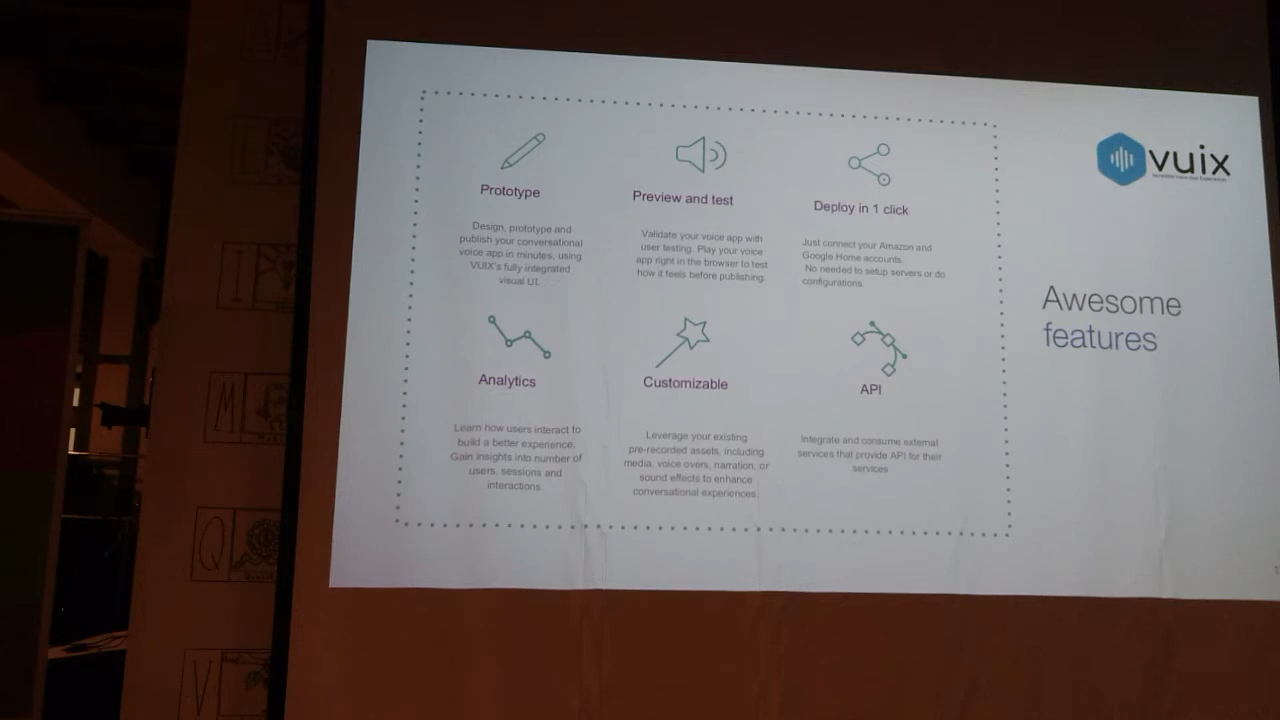 vuix
Awesome
features
Prototype
Design, prototype and
publish your conversational
voice app in minutes, using
VUIX's fully integrated
visual UI.
Preview and test
Validate your voice app with
user testing. Play your voice
app right in the browser to test
how it feels before publishing.
Deploy in 1 click
Just connect your Amazon and
Google Home accounts.
No needed to setup servers or do
configurations.
Analytics
Learn how users interact to
build a better experience.
Gain Insights into number of
users, sessions and
interactions.
Customizable
Leverage your existing
pre-recorded assets, including
media, voice overs, narration, or
sound effects to enhance
conversational experiences.
API
Integrate and consume external
services that provide API for their
services
I
M
Q
V